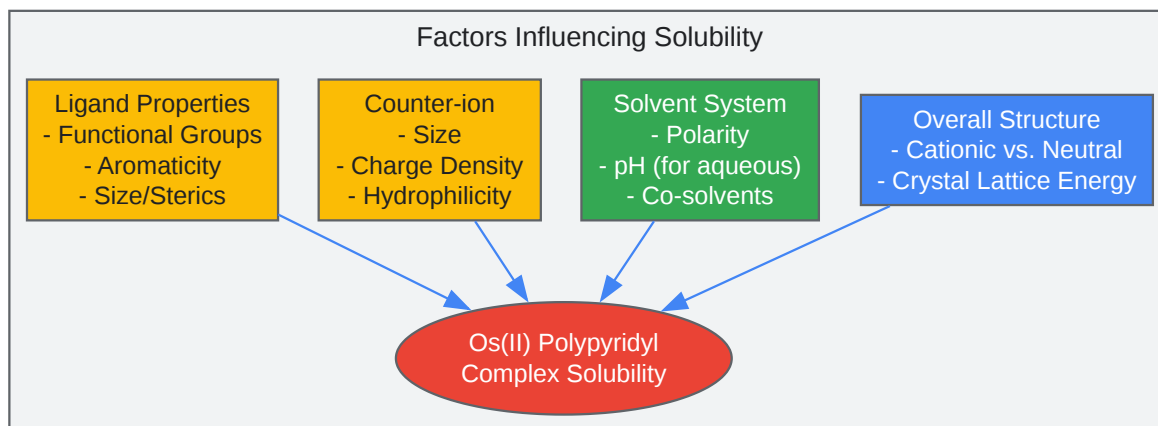 Factors Influencing Solubility
Ligand Properties
- Functional Groups
- Aromaticity
- Size/Sterics
Counter-ion
- Size
- Charge Density
- Hydrophilicity
Solvent System
- Polarity
- pH (for aqueous)
- Co-solvents
Overall Structure
- Cationic vs. Neutral
- Crystal Lattice Energy
Os(II) Polypyridyl
Complex Solubility